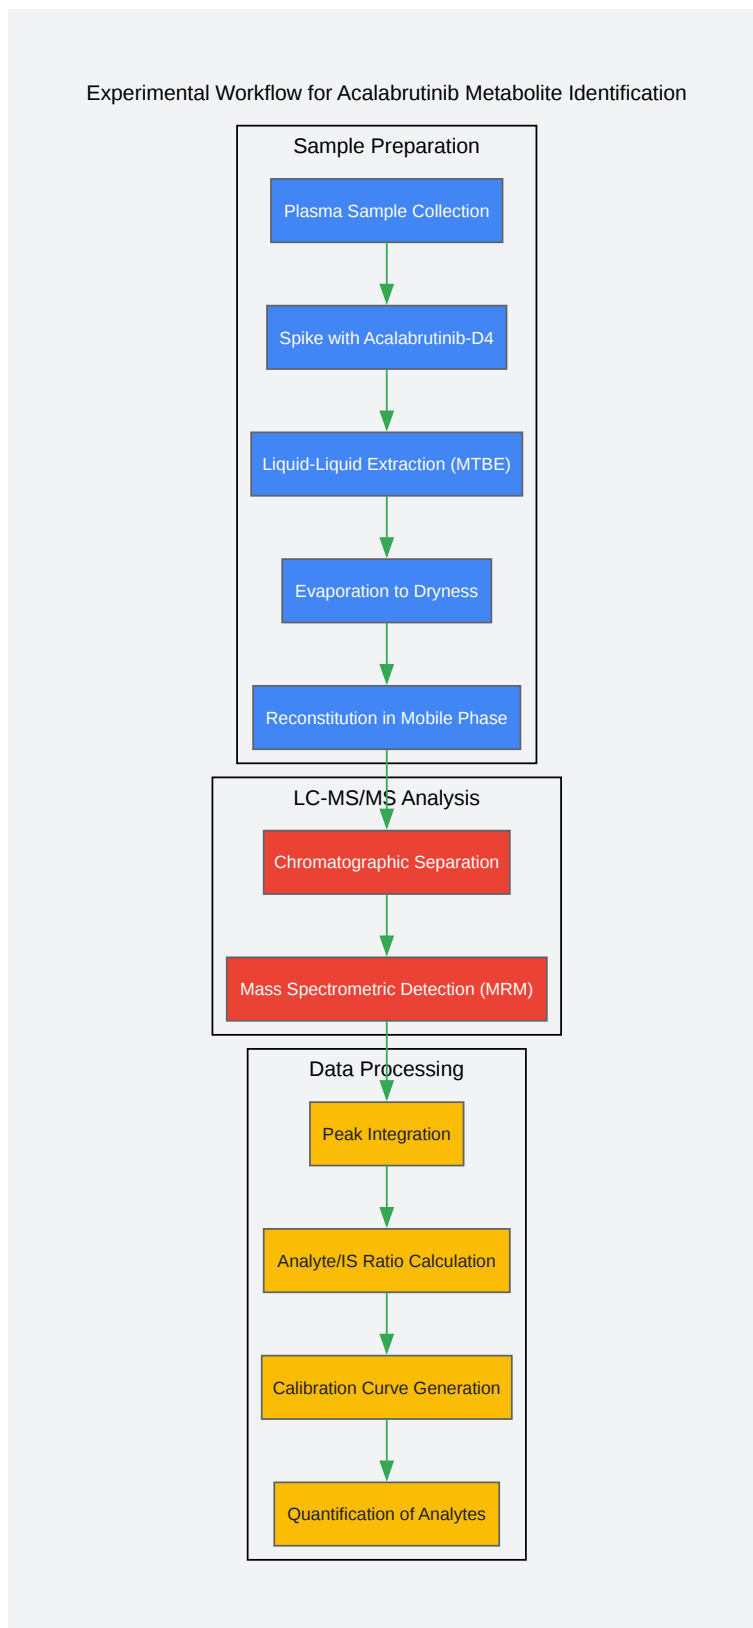 Experimental Workflow for Acalabrutinib Metabolite Identification
Sample Preparation
Plasma Sample Collection
Spike with Acalabrutinib-D4
Liquid-Liquid Extraction (MTBE)
Evaporation to Dryness
Reconstitution in Mobile Phase
LC-MS/MS Analysis
Chromatographic Separation
Mass Spectrometric Detection (MRM)
Data Processing
Peak Integration
Analyte/IS Ratio Calculation
Calibration Curve Generation
Quantification of Analytes